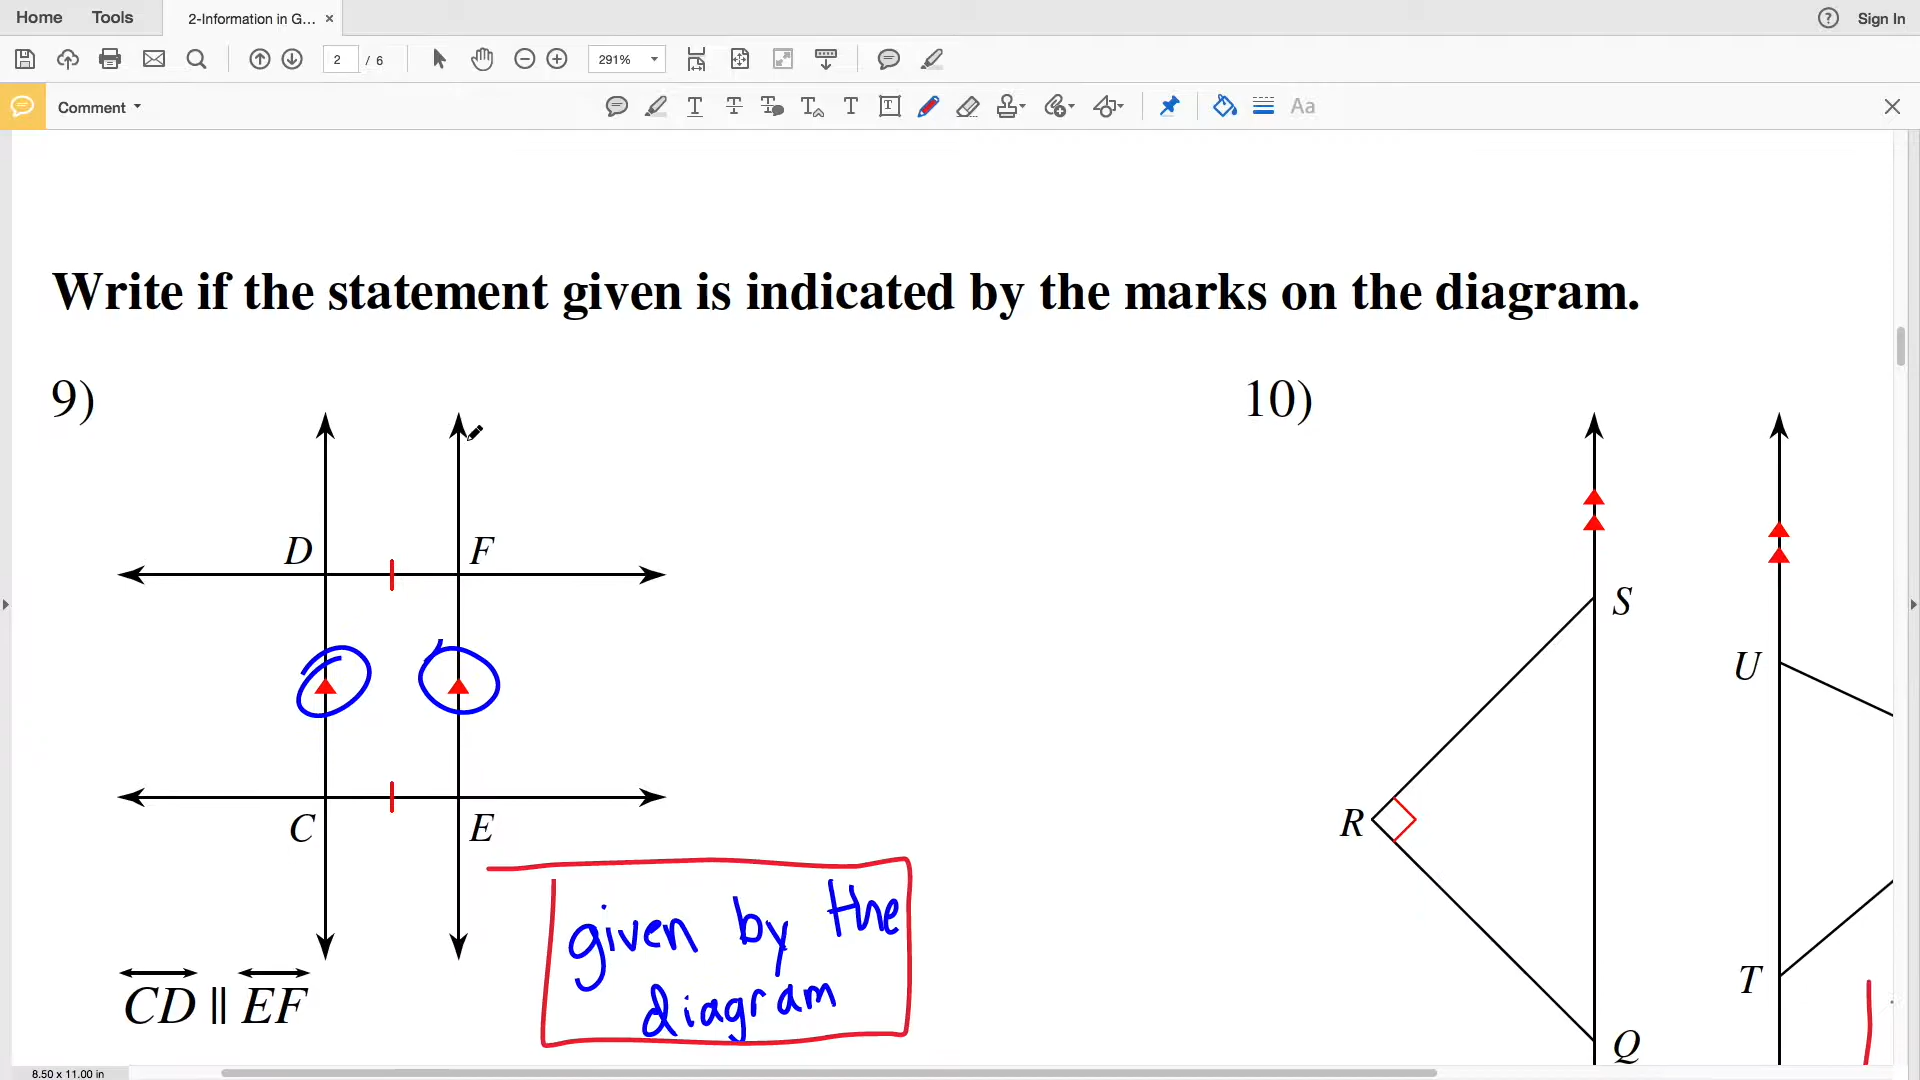 Home Tools 2-Information in G... × Sign In
2 / 6 291%
Comment Aa
Write if the statement given is indicated by the marks on the diagram.
9)
10)
D F
S
U
C E
R
given by the
diagram
T
CD || EF
Q
8.50 x 11.00 in